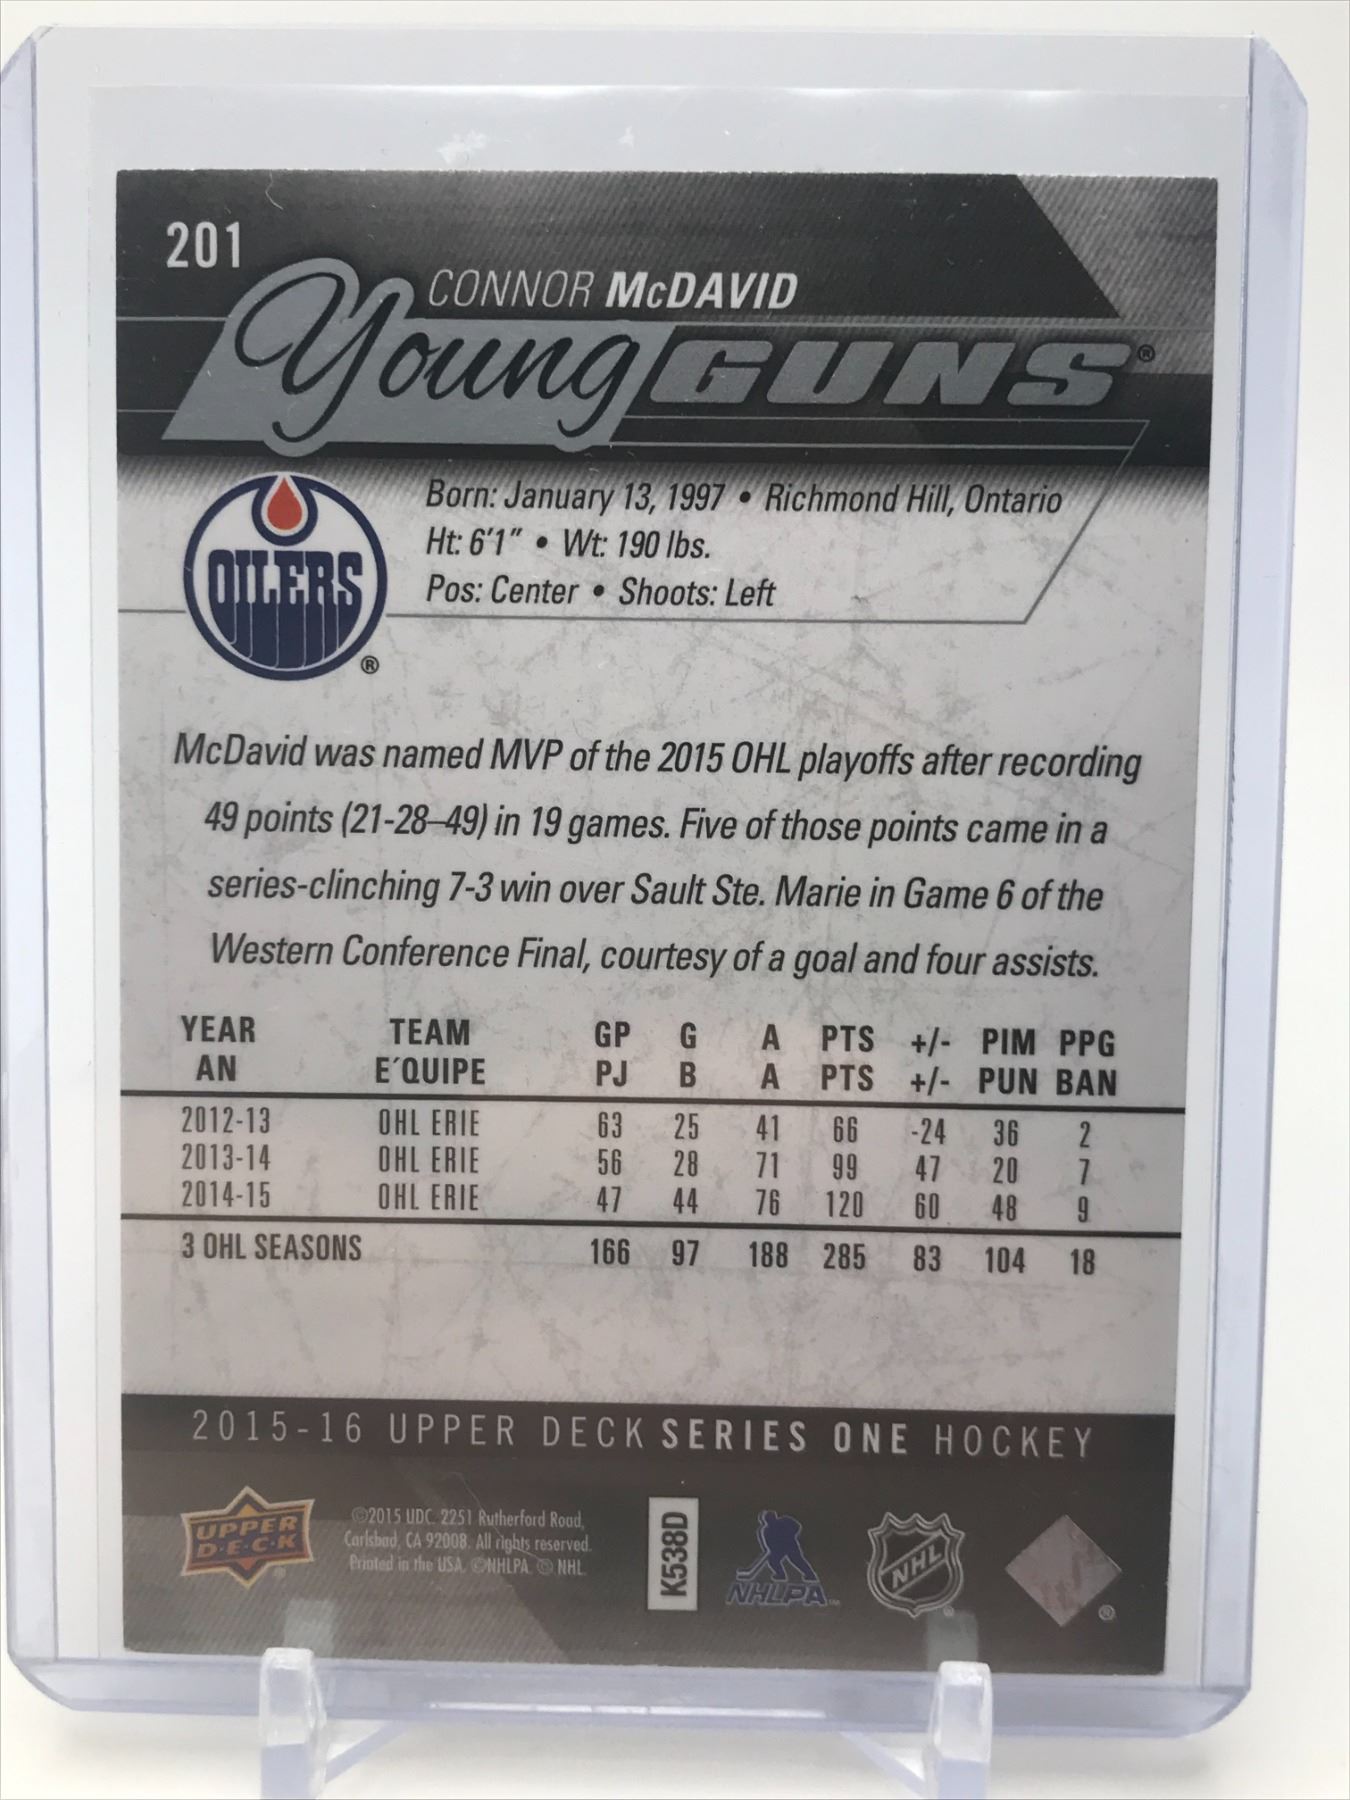 201
CONNOR McDAVID
Young GUNS®
OILERS
®
Born: January 13, 1997 • Richmond Hill, Ontario
Ht: 6'1" • Wt: 190 lbs.
Pos: Center • Shoots: Left
McDavid was named MVP of the 2015 OHL playoffs after recording
49 points (21-28–49) in 19 games. Five of those points came in a
series-clinching 7-3 win over Sault Ste. Marie in Game 6 of the
Western Conference Final, courtesy of a goal and four assists.
YEAR TEAM GP G A PTS +/- PIM PPG
AN E´QUIPE PJ B A PTS +/- PUN BAN
2012-13 OHL ERIE 63 25 41 66 -24 36 2
2013-14 OHL ERIE 56 28 71 99 47 20 7
2014-15 OHL ERIE 47 44 76 120 60 48 9
3 OHL SEASONS 166 97 188 285 83 104 18
2015-16 UPPER DECK SERIES ONE HOCKEY
UPPER
D·E·C·K
©2015 UDC. 2251 Rutherford Road,
Carlsbad, CA 92008. All rights reserved.
Printed in the USA. ©NHLPA. © NHL
K538D
NHLPA™
NHL
®
®